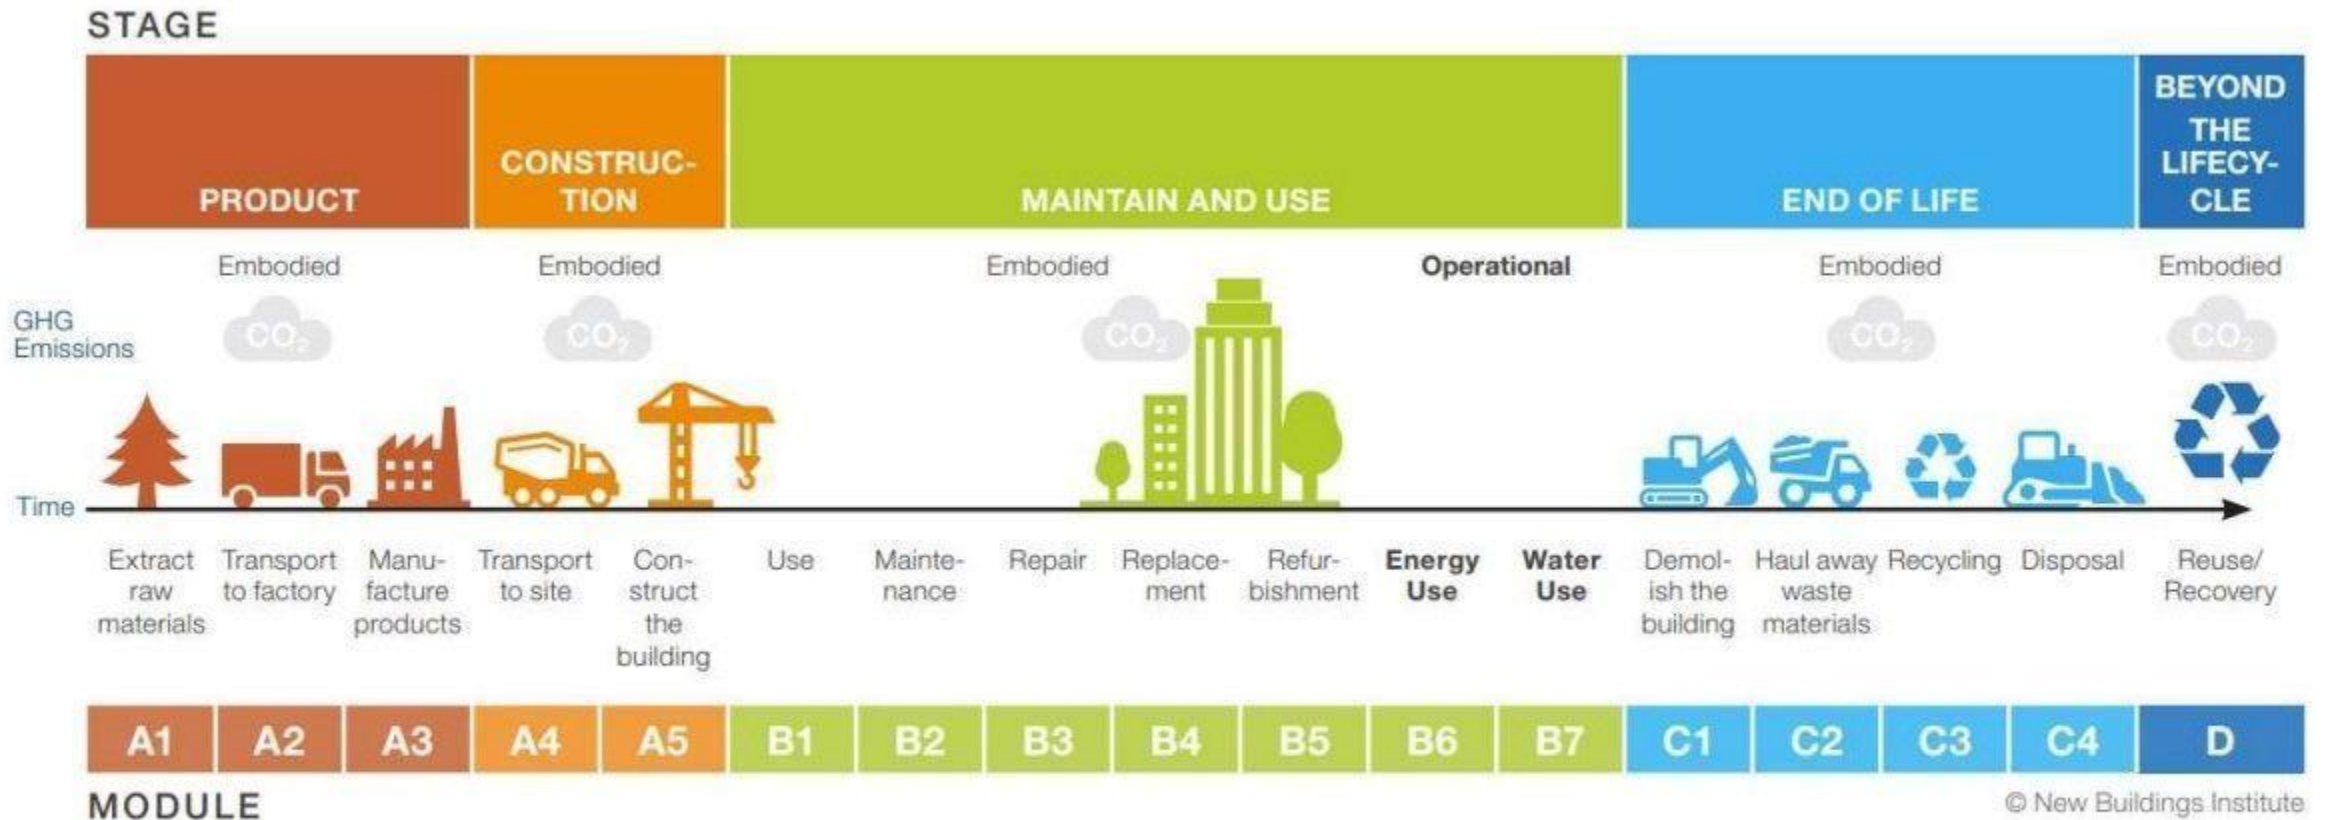 STAGE
PRODUCT
CONSTRUC-
TION
MAINTAIN AND USE
END OF LIFE
BEYOND
THE
LIFECY-
CLE
Embodied
Embodied
Embodied
Operational
Embodied
Embodied
GHG
Emissions
CO₂
CO₂
CO₂
CO₂
CO₂
Time
Extract
raw
materials
Transport
to factory
Manu-
facture
products
Transport
to site
Con-
struct
the
building
Use
Mainte-
nance
Repair
Replace-
ment
Refur-
bishment
Energy
Use
Water
Use
Demol-
ish the
building
Haul away
waste
materials
Recycling
Disposal
Reuse/
Recovery
A1
A2
A3
A4
A5
B1
B2
B3
B4
B5
B6
B7
C1
C2
C3
C4
D
MODULE
© New Buildings Institute